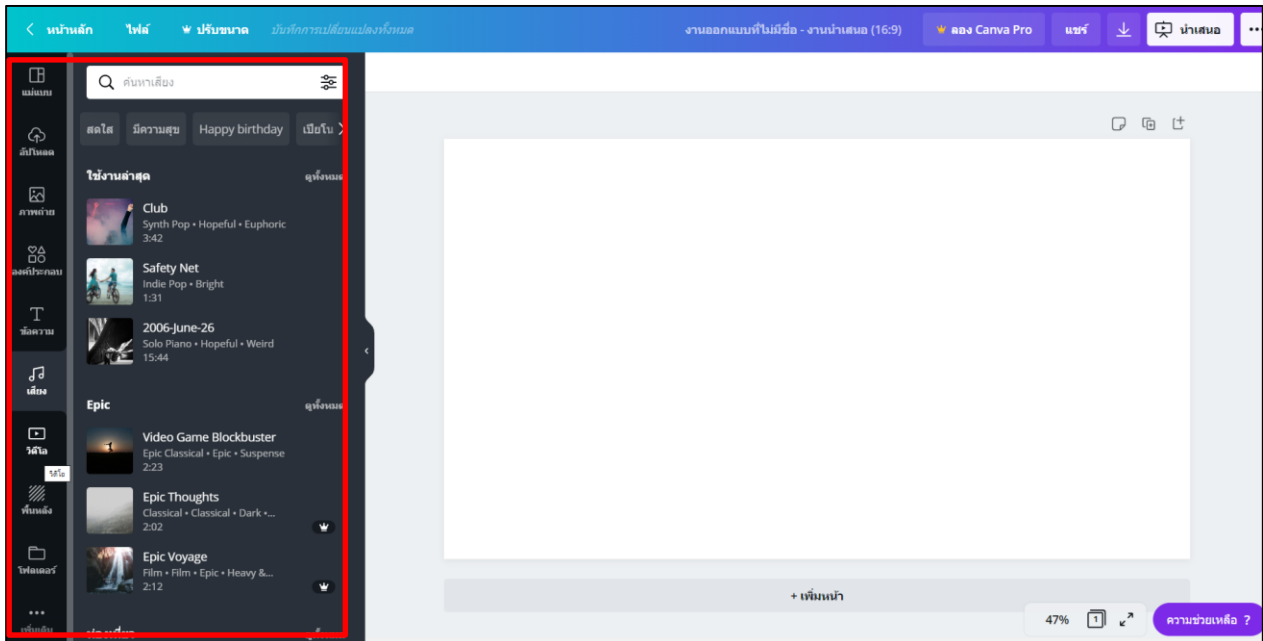 หน้าหลัก ไฟล์ ปรับขนาด บันทึกการเปลี่ยนแปลงทั้งหมด งานออกแบบที่ไม่มีชื่อ - งานนำเสนอ (16:9) ลอง Canva Pro แชร์ นำเสนอ
แม่แบบ
อัปโหลด
ภาพถ่าย
องค์ประกอบ
ข้อความ
เสียง
วิดีโอ
วิดีโอ
พื้นหลัง
โฟลเดอร์
เพิ่มเติม
ค้นหาเสียง
สดใส มีความสุข Happy birthday เปียโน
ใช้งานล่าสุด ดูทั้งหมด
Club
Synth Pop • Hopeful • Euphoric
3:42
Safety Net
Indie Pop • Bright
1:31
2006-June-26
Solo Piano • Hopeful • Weird
15:44
Epic ดูทั้งหมด
Video Game Blockbuster
Epic Classical • Epic • Suspense
2:23
Epic Thoughts
Classical • Classical • Dark •...
2:02
Epic Voyage
Film • Film • Epic • Heavy &...
2:12
+ เพิ่มหน้า
47% 1 ความช่วยเหลือ ?